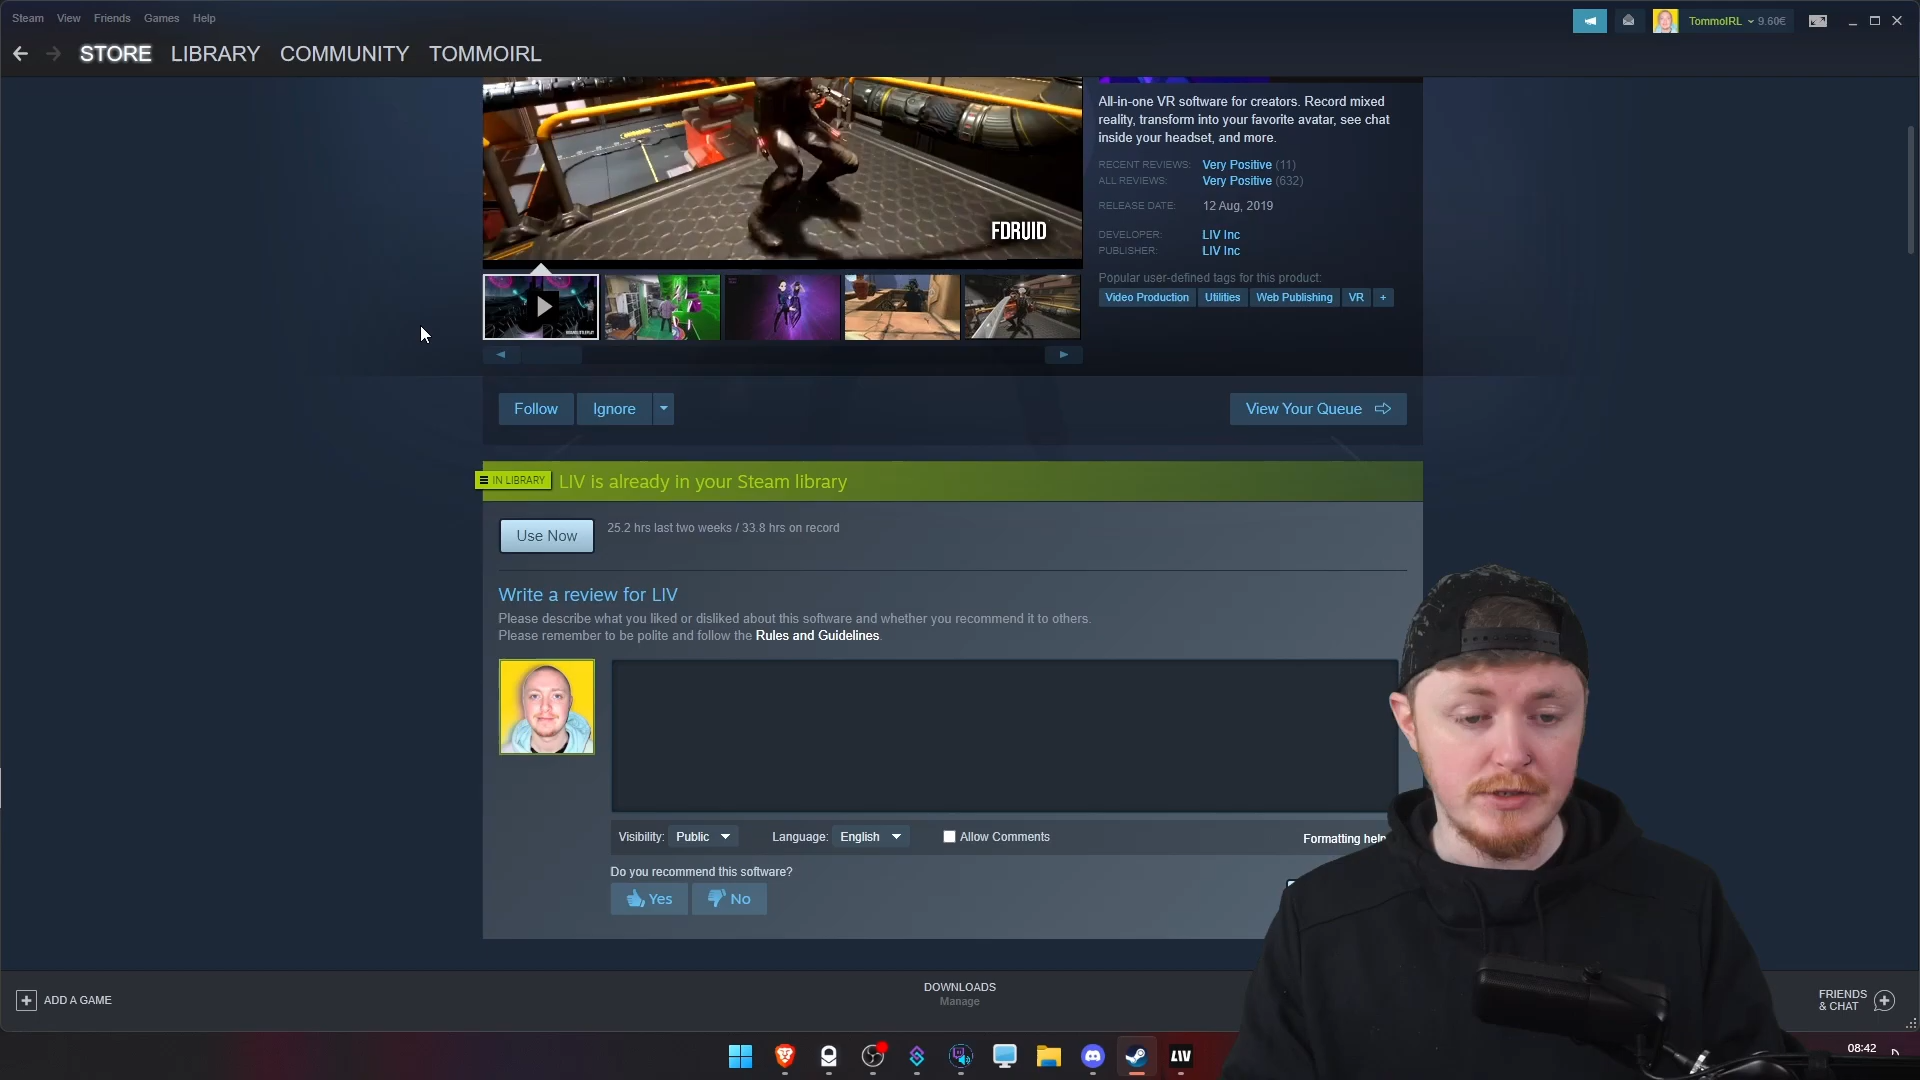 Steam View Friends Games Help
TommoIRL 9.60€
STORE LIBRARY COMMUNITY TOMMOIRL
FDRUID
All-in-one VR software for creators. Record mixed
reality, transform into your favorite avatar, see chat
inside your headset, and more.
RECENT REVIEWS: Very Positive (11)
ALL REVIEWS: Very Positive (632)
RELEASE DATE: 12 Aug, 2019
DEVELOPER: LIV Inc
PUBLISHER: LIV Inc
Popular user-defined tags for this product:
Video Production Utilities Web Publishing VR +
Follow Ignore View Your Queue
IN LIBRARY LIV is already in your Steam library
Use Now 25.2 hrs last two weeks / 33.8 hrs on record
Write a review for LIV
Please describe what you liked or disliked about this software and whether you recommend it to others.
Please remember to be polite and follow the Rules and Guidelines.
Visibility: Public Language: English Allow Comments Formatting help
Do you recommend this software?
Yes No
ADD A GAME
DOWNLOADS
Manage
FRIENDS
& CHAT
LIV
08:42